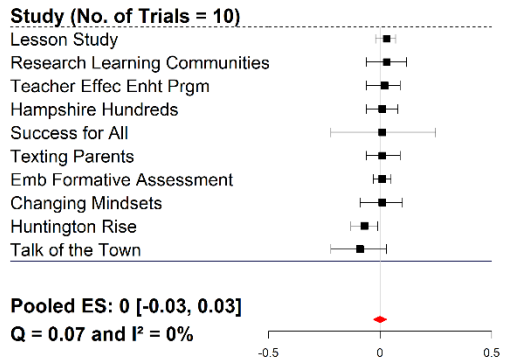 Study (No. of Trials = 10)
Lesson Study
Research Learning Communities
Teacher Effec Enht Prgm
Hampshire Hundreds
Success for All
Texting Parents
Emb Formative Assessment
Changing Mindsets
Huntington Rise
Talk of the Town
Pooled ES: 0 [-0.03, 0.03]
Q = 0.07 and I² = 0%
-0.5 0 0.5